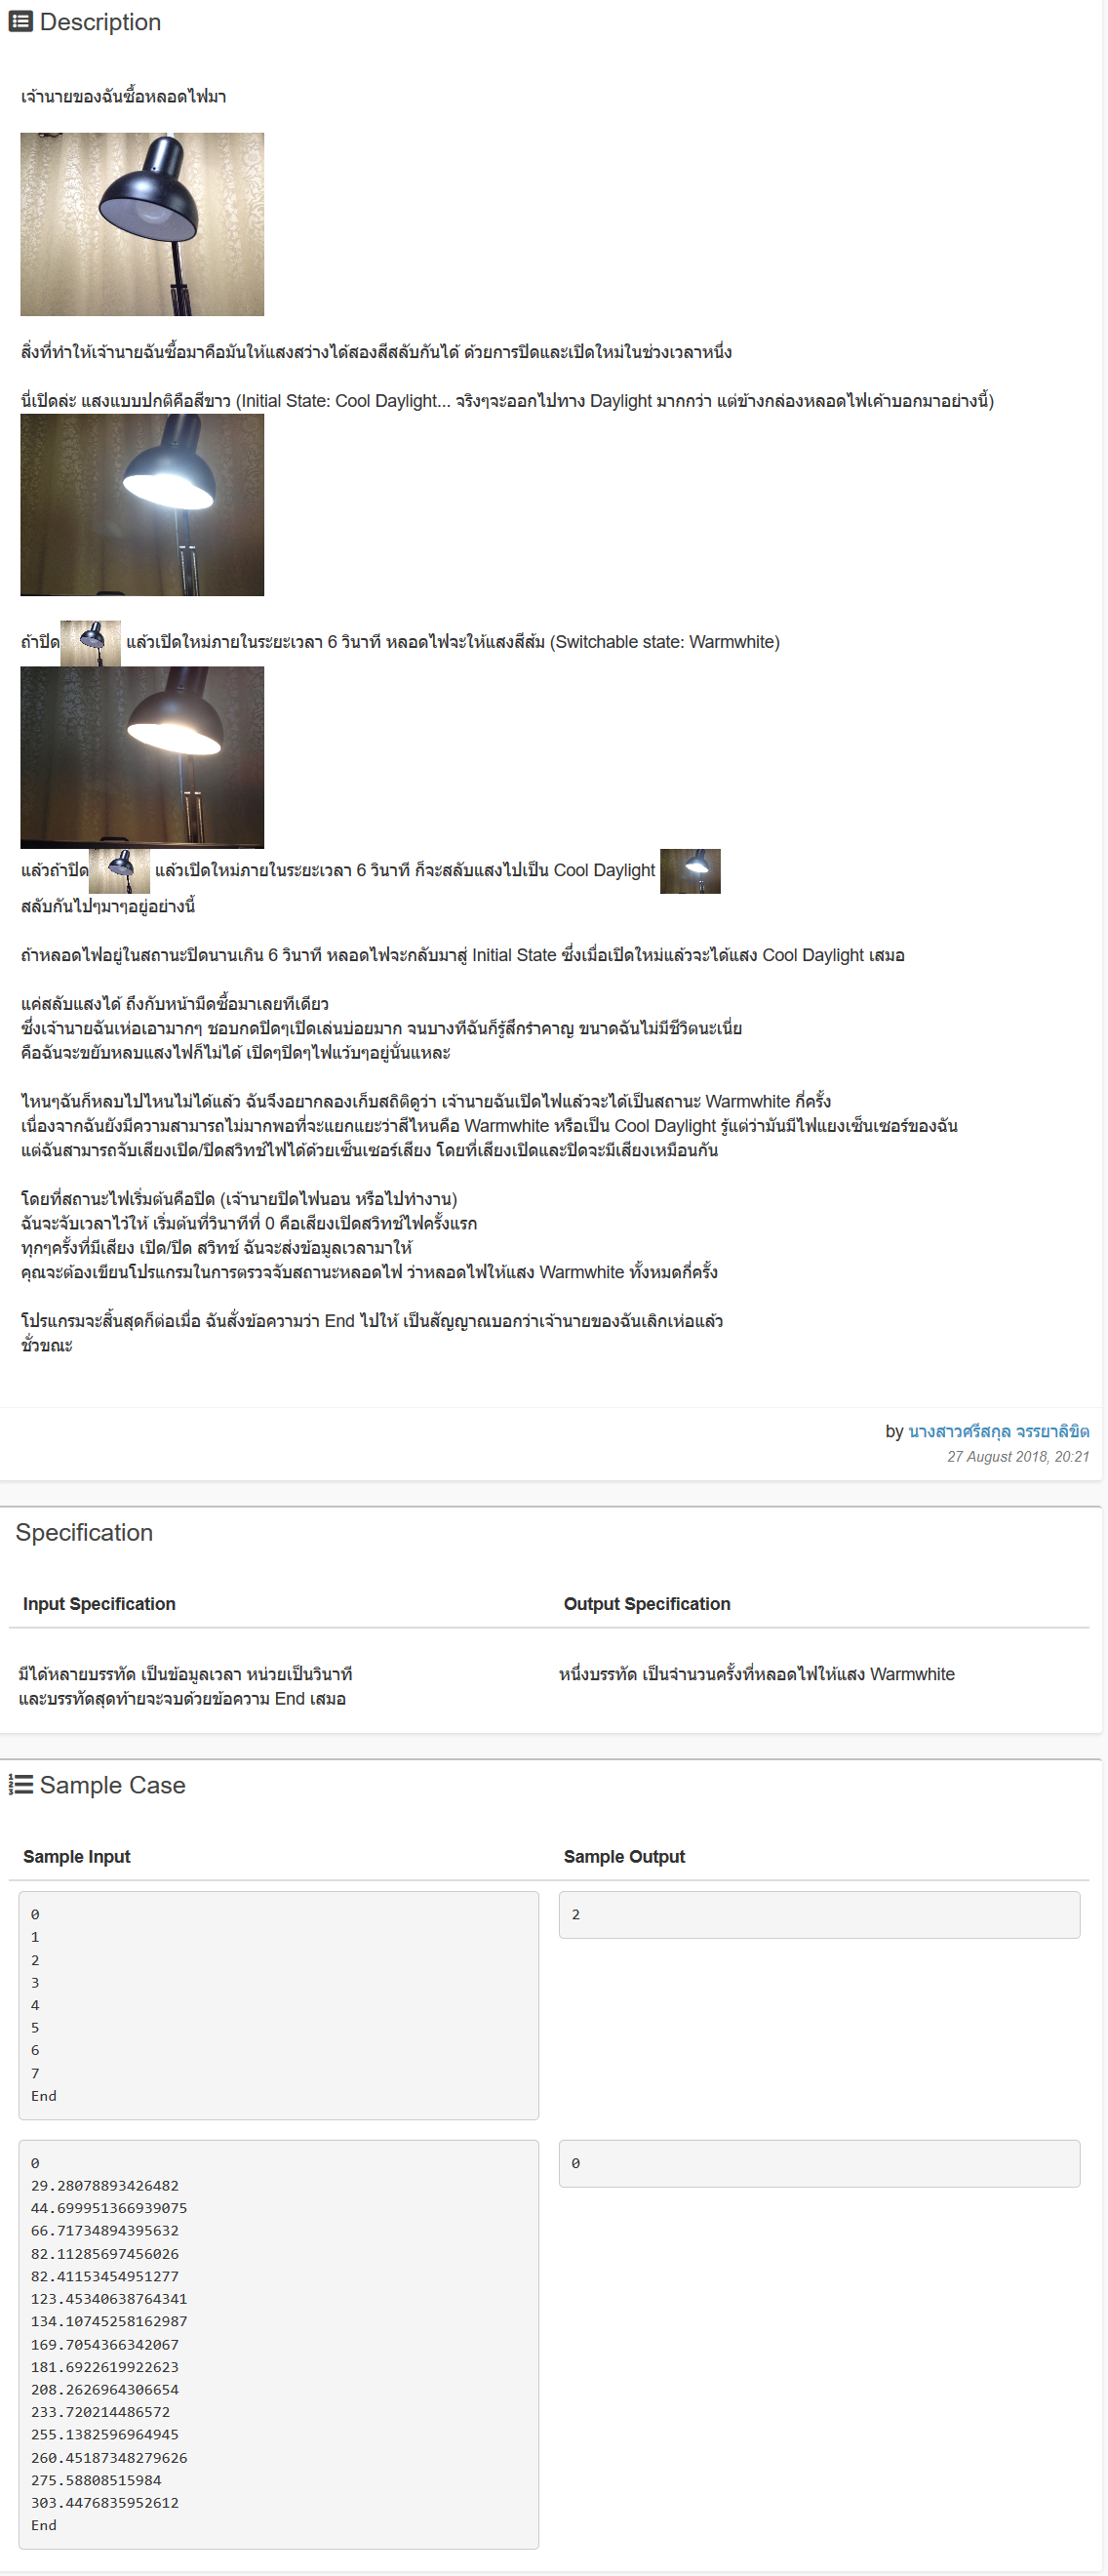 Description
เจ้านายของฉันซื้อหลอดไฟมา
สิ่งที่ทำให้เจ้านายฉันซื้อมาคือมันให้แสงสว่างได้สองสีสลับกันได้ ด้วยการปิดและเปิดใหม่ในช่วงเวลาหนึ่ง
นี่เปิดล่ะ แสงแบบปกติคือสีขาว (Initial State: Cool Daylight... จริงๆจะออกไปทาง Daylight มากกว่า แต่ข้างกล่องหลอดไฟเค้าบอกมาอย่างนี้)
ถ้าปิด แล้วเปิดใหม่ภายในระยะเวลา 6 วินาที หลอดไฟจะให้แสงสีส้ม (Switchable state: Warmwhite)
แล้วถ้าปิด แล้วเปิดใหม่ภายในระยะเวลา 6 วินาที ก็จะสลับแสงไปเป็น Cool Daylight
สลับกันไปๆมาๆอยู่อย่างนี้
ถ้าหลอดไฟอยู่ในสถานะปิดนานเกิน 6 วินาที หลอดไฟจะกลับมาสู่ Initial State ซึ่งเมื่อเปิดใหม่แล้วจะได้แสง Cool Daylight เสมอ
แค่สลับแสงได้ ถึงกับหน้ามืดซื้อมาเลยทีเดียว
ซึ่งเจ้านายฉันเห่อเอามากๆ ชอบกดปิดๆเปิดเล่นบ่อยมาก จนบางทีฉันก็รู้สึกรำคาญ ขนาดฉันไม่มีชีวิตนะเนี่ย
คือฉันจะขยับหลบแสงไฟก็ไม่ได้ เปิดๆปิดๆไฟแว้บๆอยู่นั่นแหละ
ไหนๆฉันก็หลบไปไหนไม่ได้แล้ว ฉันจึงอยากลองเก็บสถิติดูว่า เจ้านายฉันเปิดไฟแล้วจะได้เป็นสถานะ Warmwhite กี่ครั้ง
เนื่องจากฉันยังมีความสามารถไม่มากพอที่จะแยกแยะว่าสีไหนคือ Warmwhite หรือเป็น Cool Daylight รู้แต่ว่ามันมีไฟแยงเซ็นเซอร์ของฉัน
แต่ฉันสามารถจับเสียงเปิด/ปิดสวิทช์ไฟได้ด้วยเซ็นเซอร์เสียง โดยที่เสียงเปิดและปิดจะมีเสียงเหมือนกัน
โดยที่สถานะไฟเริ่มต้นคือปิด (เจ้านายปิดไฟนอน หรือไปทำงาน)
ฉันจะจับเวลาไว้ให้ เริ่มต้นที่วินาทีที่ 0 คือเสียงเปิดสวิทช์ไฟครั้งแรก
ทุกๆครั้งที่มีเสียง เปิด/ปิด สวิทช์ ฉันจะส่งข้อมูลเวลามาให้
คุณจะต้องเขียนโปรแกรมในการตรวจจับสถานะหลอดไฟ ว่าหลอดไฟให้แสง Warmwhite ทั้งหมดกี่ครั้ง
โปรแกรมจะสิ้นสุดก็ต่อเมื่อ ฉันสั่งข้อความว่า End ไปให้ เป็นสัญญาณบอกว่าเจ้านายของฉันเลิกเห่อแล้ว
ชั่วขณะ
by นางสาวศรีสกุล จรรยาลิขิต
27 August 2018, 20:21
Specification
Input Specification
Output Specification
มีได้หลายบรรทัด เป็นข้อมูลเวลา หน่วยเป็นวินาที
และบรรทัดสุดท้ายจะจบด้วยข้อความ End เสมอ
หนึ่งบรรทัด เป็นจำนวนครั้งที่หลอดไฟให้แสง Warmwhite
Sample Case
Sample Input
Sample Output
0
1
2
3
4
5
6
7
End
2
0
29.28078893426482
44.699951366939075
66.71734894395632
82.11285697456026
82.41153454951277
123.45340638764341
134.10745258162987
169.7054366342067
181.6922619922623
208.2626964306654
233.720214486572
255.1382596964945
260.45187348279626
275.58808515984
303.4476835952612
End
0